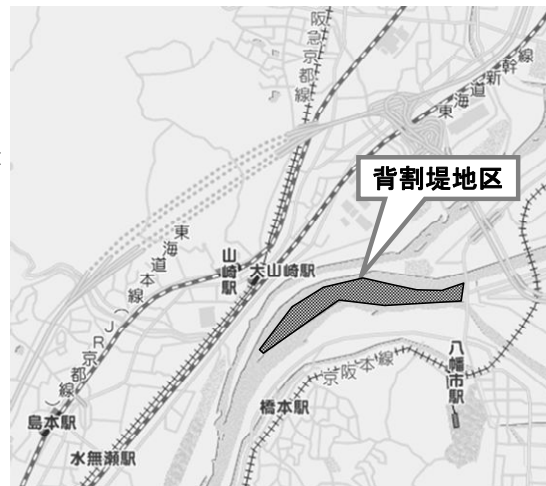 阪急京都線
東海道新幹線
背割堤地区
東海道本線
(JR京都線)
山崎駅
大山崎駅
八幡市駅
京阪本線
橋本駅
島本駅
水無瀬駅